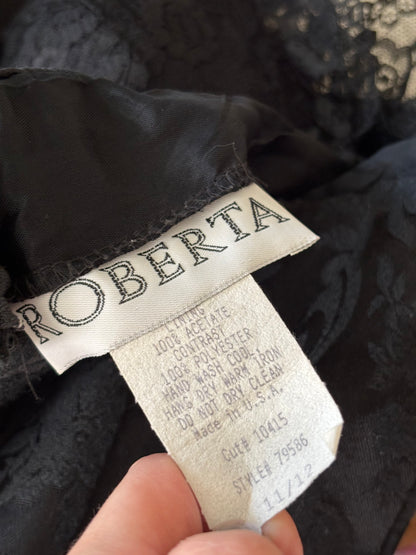 ROBERTA
LINING
100% ACETATE
CONTRAST
100% POLYESTER
HAND WASH COOL
HANG DRY WARM IRON
DO NOT DRY CLEAN
Made in U.S.A.
Cut# 10415
STYLE# 79586
11/12